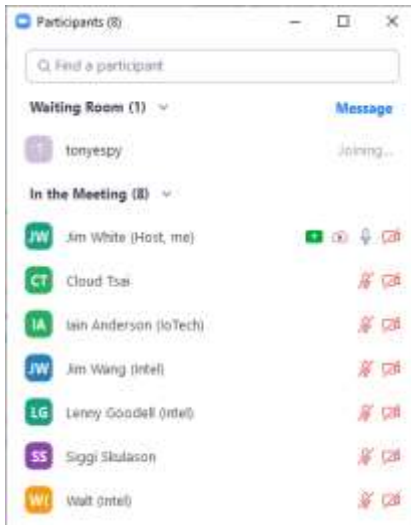 Participants (8)
Find a participant
Waiting Room (1)
Message
T
tonyespy
Joining...
In the Meeting (8)
JW
Jim White (Host, me)
CT
Cloud Tsai
IA
Iain Anderson (IoTech)
JW
Jim Wang (Intel)
LG
Lenny Goodell (Intel)
SS
Siggi Skulason
W(
Walt (Intel)